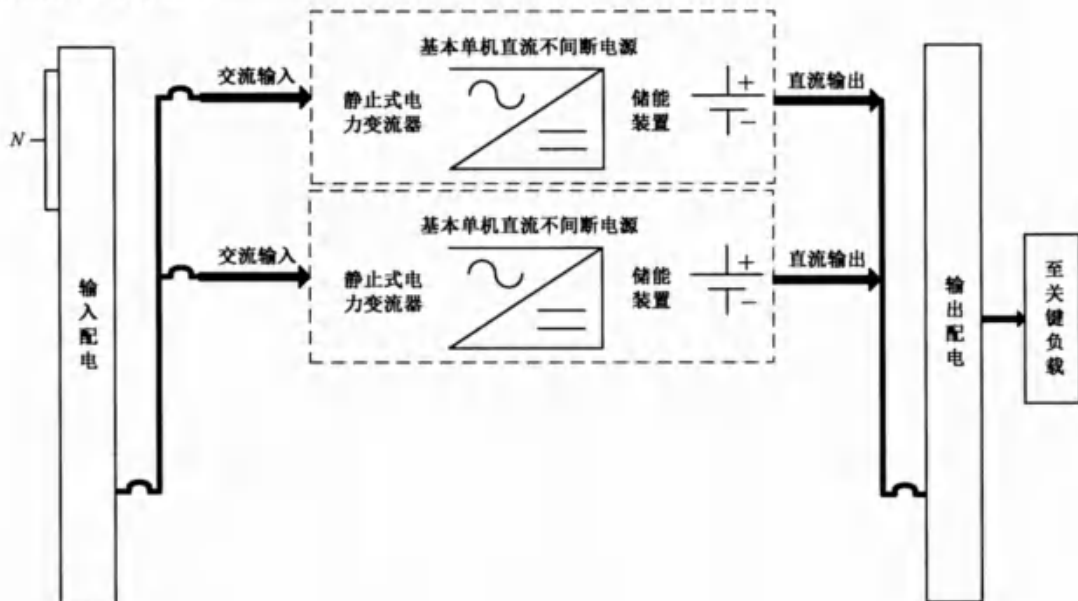 基本单机直流不间断电源
交流输入
静止式电
力变流器
储能
装置
+
−
直流输出
N
基本单机直流不间断电源
交流输入
静止式电
力变流器
储能
装置
+
−
直流输出
输入配电
输出配电
至关键负载